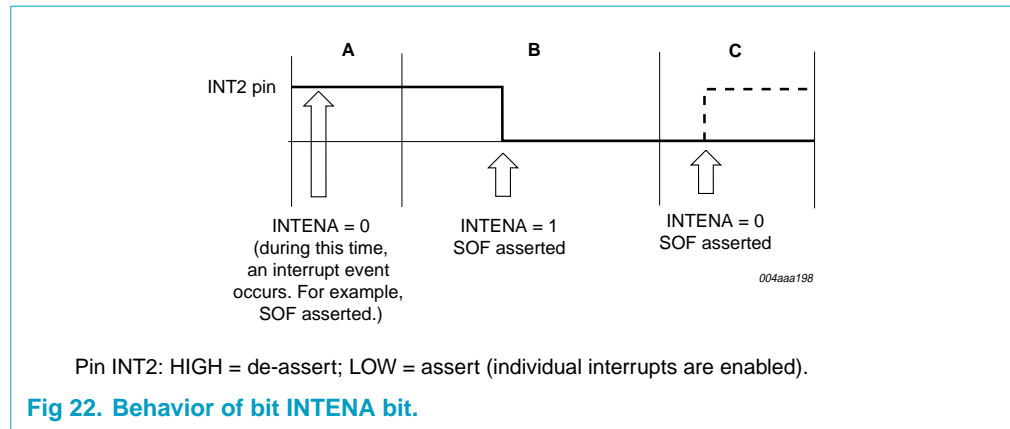 A
B
C
INT2 pin
INTENA = 0
(during this time,
an interrupt event
occurs. For example,
SOF asserted.)
INTENA = 1
SOF asserted
INTENA = 0
SOF asserted
004aaa198
Pin INT2: HIGH = de-assert; LOW = assert (individual interrupts are enabled).
Fig 22. Behavior of bit INTENA bit.